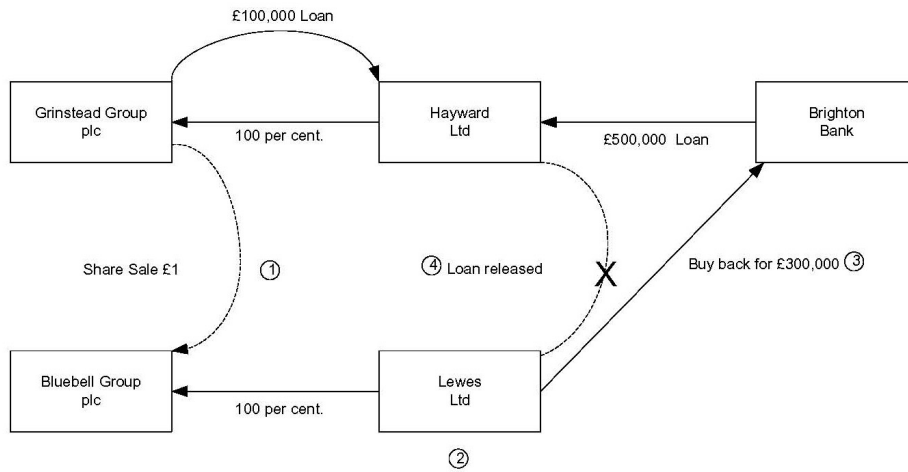 £100,000 Loan
Grinstead Group
plc
Hayward
Ltd
Brighton
Bank
100 per cent.
£500,000 Loan
Share Sale £1
①
④ Loan released
X
Buy back for £300,000 ③
Bluebell Group
plc
Lewes
Ltd
100 per cent.
②